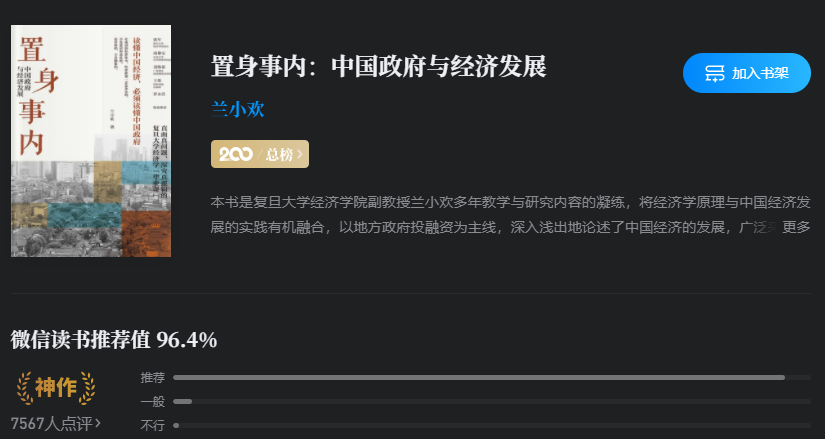 置身事内
中国政府
与经济发展
读懂中国经济，必须读懂中国政府
兰小欢 著
置身事内：中国政府与经济发展
加入书架
兰小欢
200 / 总榜 >
本书是复旦大学经济学院副教授兰小欢多年教学与研究内容的凝练，将经济学原理与中国经济发
展的实践有机融合，以地方政府投融资为主线，深入浅出地论述了中国经济的发展，广泛 更多
微信读书推荐值 96.4%
神作
7567人点评 >
推荐
一般
不行